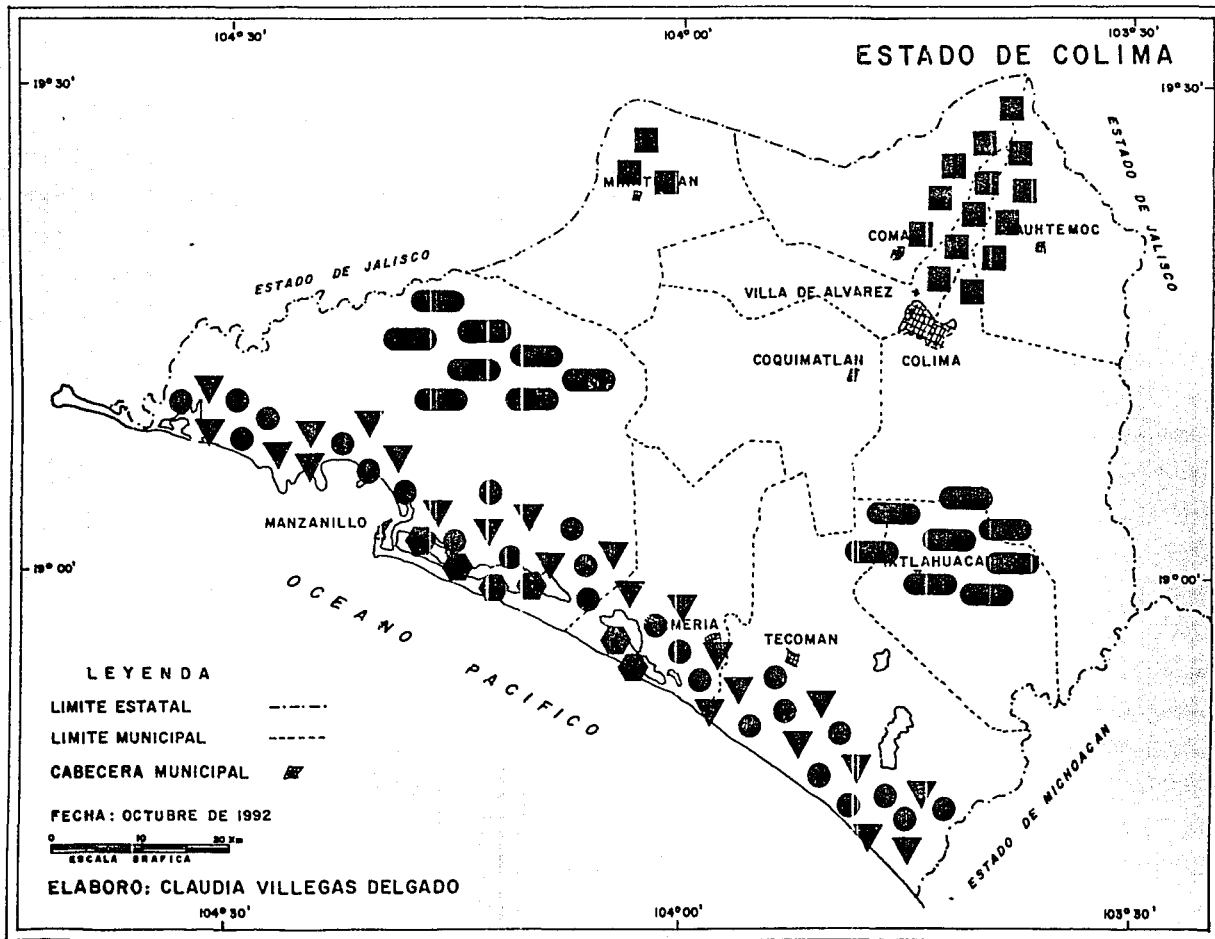 104° 30'
104° 00'
103° 30'
ESTADO DE COLIMA
19° 30'
19° 30'
ESTADO DE JALISCO
CUAUHTEMOC
COMA
ESTADO DE JALISCO
VILLA DE ALVAREZ
COQUIMATLAN
COLIMA
MANZANILLO
IXTLAHUACA
19° 00'
19° 00'
OCEANO PACIFICO
MERIA
TECOMAN
LEYENDA
LIMITE ESTATAL
LIMITE MUNICIPAL
CABECERA MUNICIPAL
ESTADO DE MICHOACAN
FECHA: OCTUBRE DE 1992
0 10 20 Km
ESCALA GRAFICA
ELABORO: CLAUDIA VILLEGAS DELGADO
104° 30'
104° 00'
103° 30'